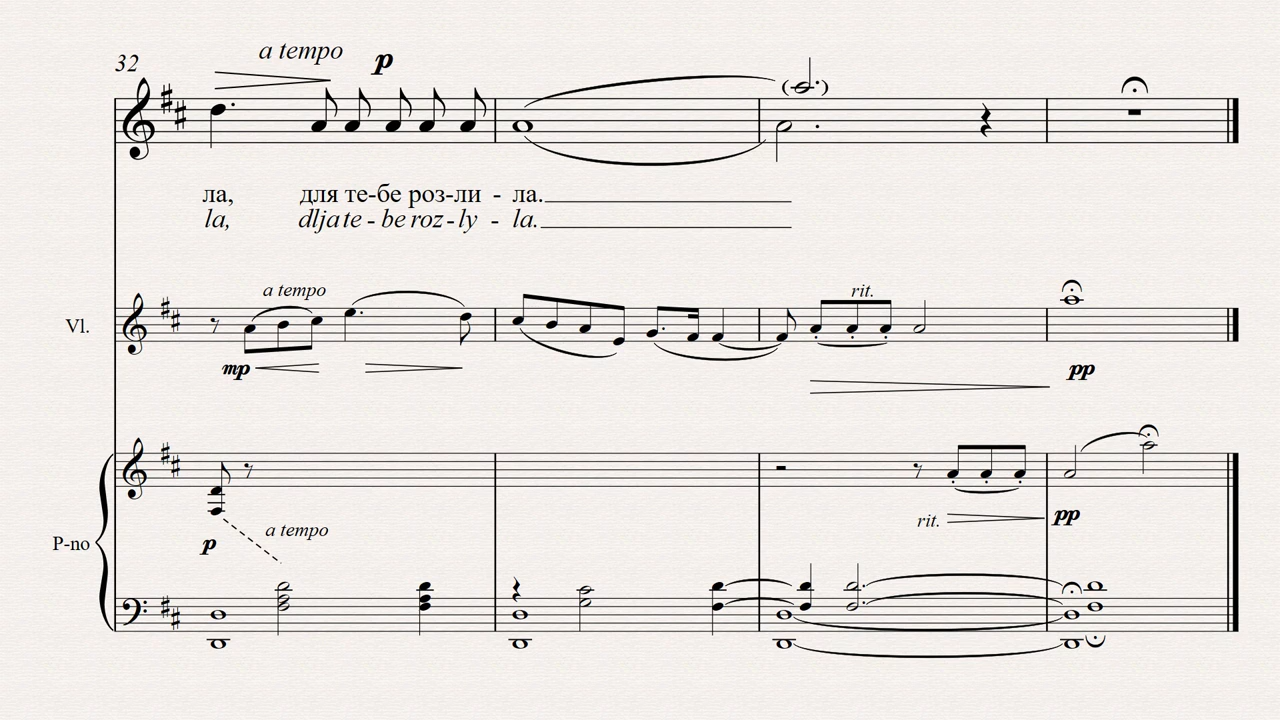 32
a tempo
p
(        )
ла, для те-бе роз-ли - ла.
la, dlja te - be roz - ly - la.
a tempo
rit.
Vl.
mp
pp
p
a tempo
rit.
pp
P-no